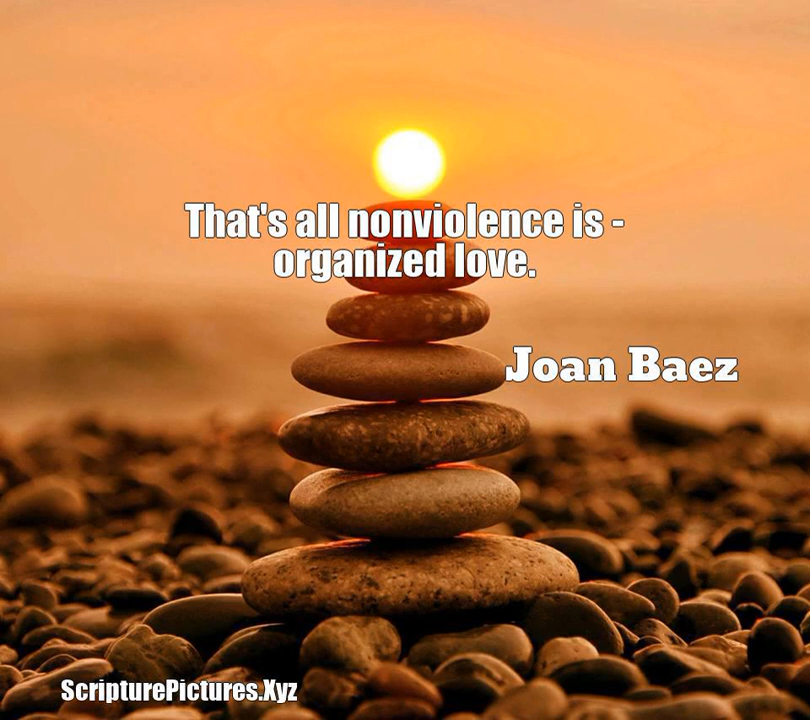 That's all nonviolence is -
organized love.
Joan Baez
ScripturePictures.Xyz